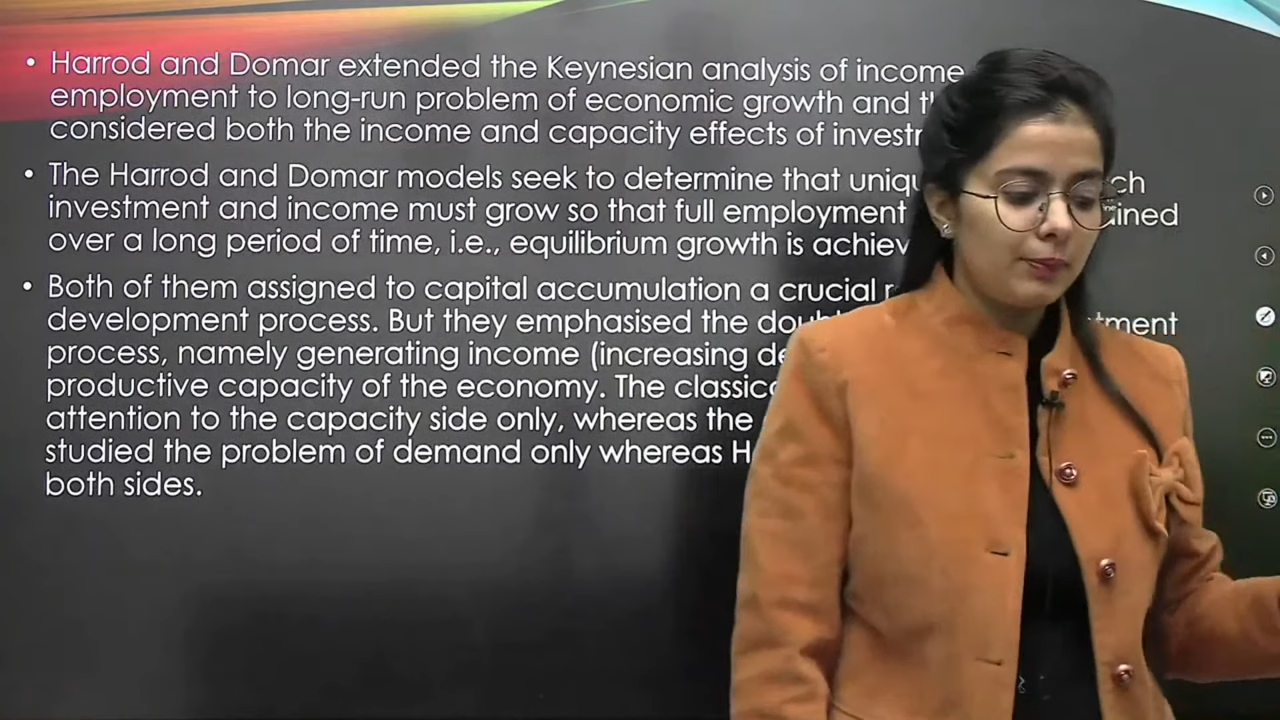 • Harrod and Domar extended the Keynesian analysis of income
employment to long-run problem of economic growth and
considered both the income and capacity effects of
• The Harrod and Domar models seek to determine that
investment and income must grow so that full employment
over a long period of time, i.e., equilibrium growth is
• Both of them assigned to capital accumulation a crucial
development process. But they emphasised the
process, namely generating income (increasing
productive capacity of the economy. The
attention to the capacity side only, whereas the
studied the problem of demand only whereas
both sides.